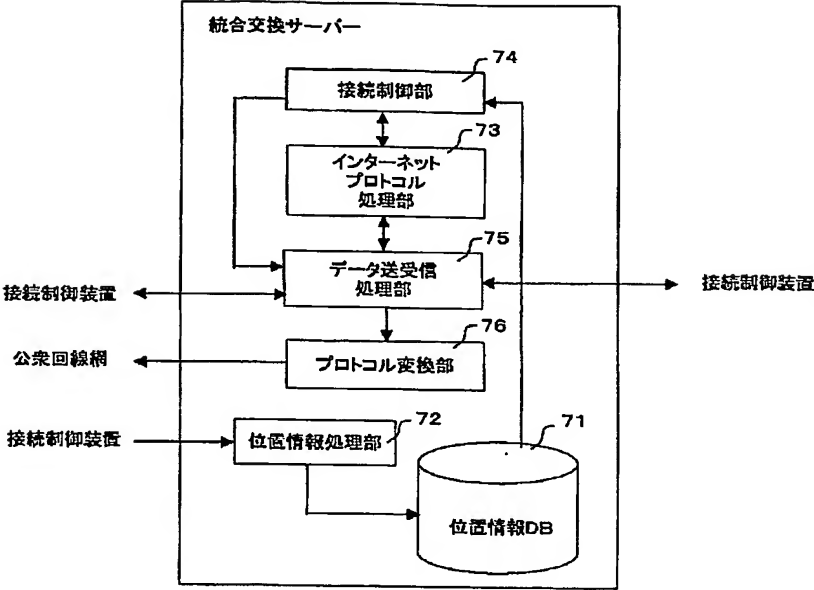 統合交換サーバー
74
接続制御部
73
インターネット
プロトコル
処理部
75
データ送受信
処理部
接続制御装置
接続制御装置
76
公衆回線網
プロトコル変換部
接続制御装置
72
位置情報処理部
71
位置情報DB